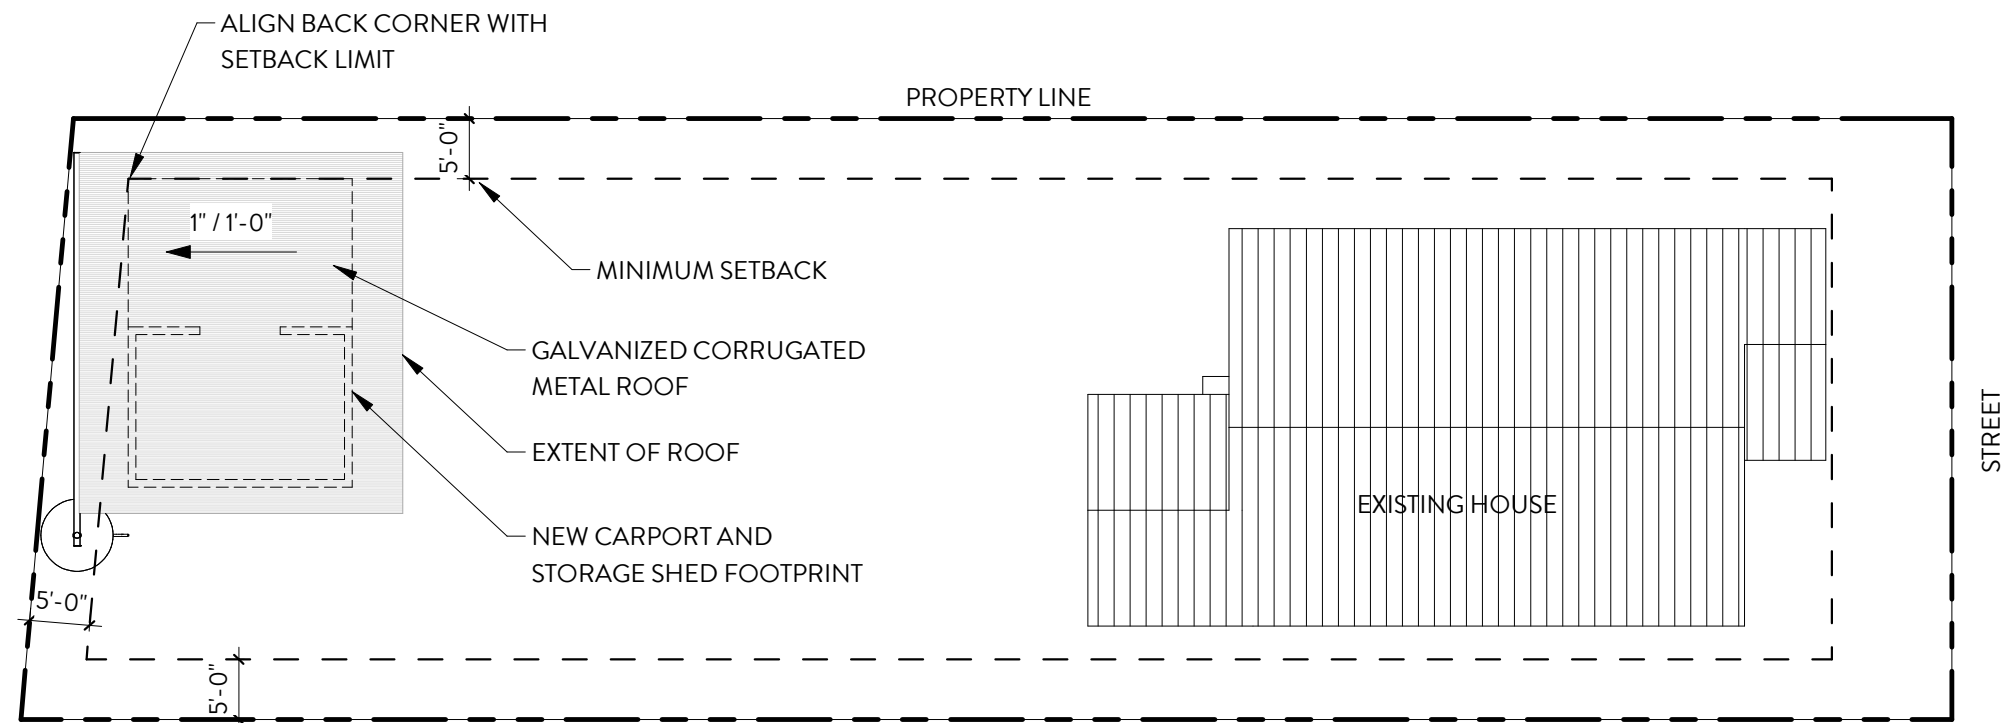 ALIGN BACK CORNER WITH
SETBACK LIMIT
PROPERTY LINE
5'-0"
1" / 1'-0"
MINIMUM SETBACK
GALVANIZED CORRUGATED
METAL ROOF
EXTENT OF ROOF
NEW CARPORT AND
STORAGE SHED FOOTPRINT
EXISTING HOUSE
STREET
5'-0"
5'-0"